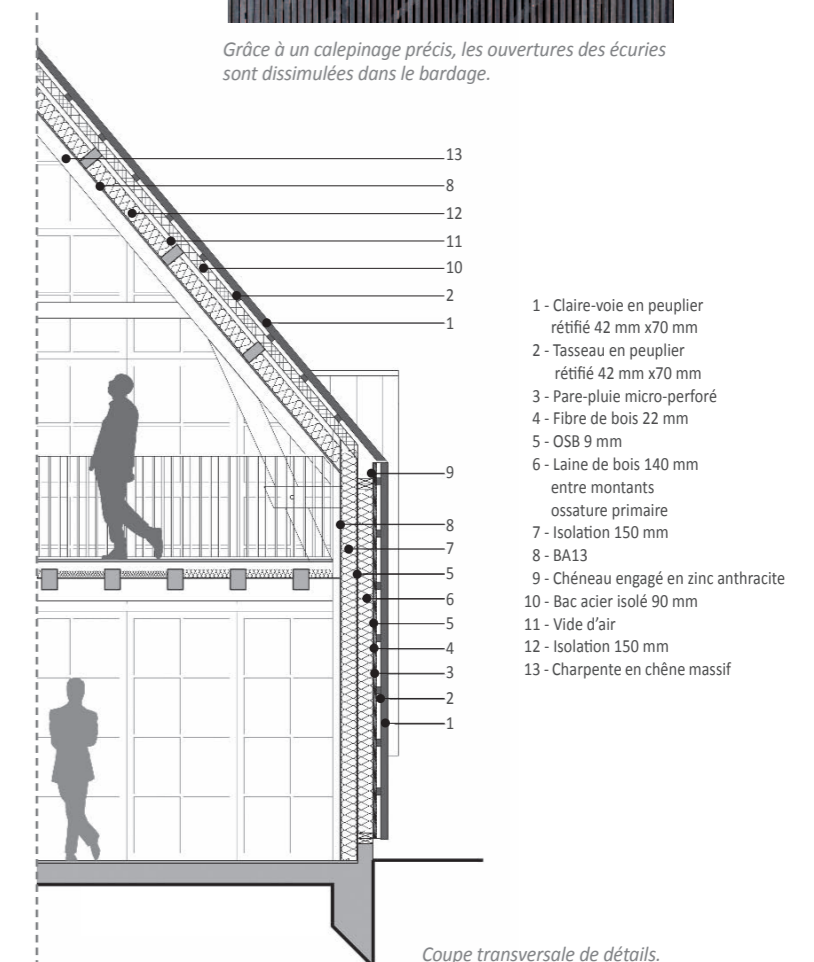 Grâce à un calepinage précis, les ouvertures des écuries
sont dissimulées dans le bardage.
13
8
12
11
10
2
1
9
8
7
5
6
5
4
3
2
1
1 - Claire-voie en peuplier
rétifié 42 mm x70 mm
2 - Tasseau en peuplier
rétifié 42 mm x70 mm
3 - Pare-pluie micro-perforé
4 - Fibre de bois 22 mm
5 - OSB 9 mm
6 - Laine de bois 140 mm
entre montants
ossature primaire
7 - Isolation 150 mm
8 - BA13
9 - Chéneau engagé en zinc anthracite
10 - Bac acier isolé 90 mm
11 - Vide d’air
12 - Isolation 150 mm
13 - Charpente en chêne massif
Coupe transversale de détails.